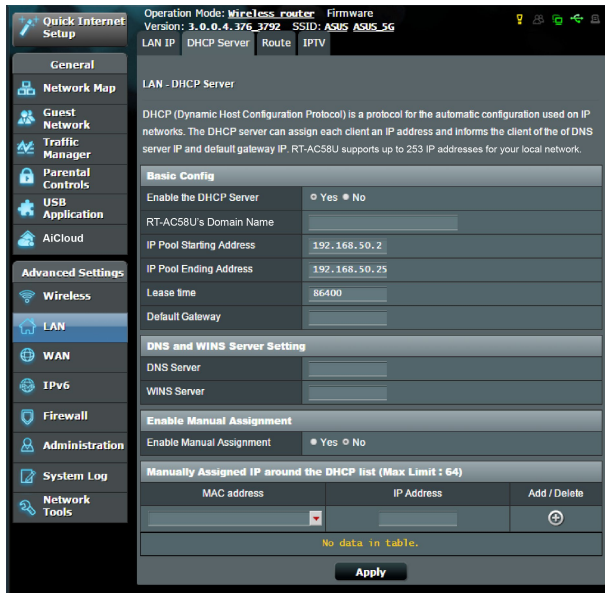 Quick Internet
Setup
General
Network Map
Guest
Network
Traffic
Manager
Parental
Controls
USB
Application
AiCloud
Advanced Settings
Wireless
LAN
WAN
IPv6
Firewall
Administration
System Log
Network
Tools
Operation Mode: Wireless router Firmware
Version: 3.0.0.4.376_3792 SSID: ASUS ASUS_5G
LAN IP DHCP Server Route IPTV
LAN - DHCP Server
DHCP (Dynamic Host Configuration Protocol) is a protocol for the automatic configuration used on IP
networks. The DHCP server can assign each client an IP address and informs the client of the of DNS
server IP and default gateway IP. RT-AC58U supports up to 253 IP addresses for your local network.
Basic Config
Enable the DHCP Server Yes No
RT-AC58U's Domain Name
IP Pool Starting Address 192.168.50.2
IP Pool Ending Address 192.168.50.25
Lease time 86400
Default Gateway
DNS and WINS Server Setting
DNS Server
WINS Server
Enable Manual Assignment
Enable Manual Assignment Yes No
Manually Assigned IP around the DHCP list (Max Limit : 64)
MAC address IP Address Add / Delete
No data in table.
Apply